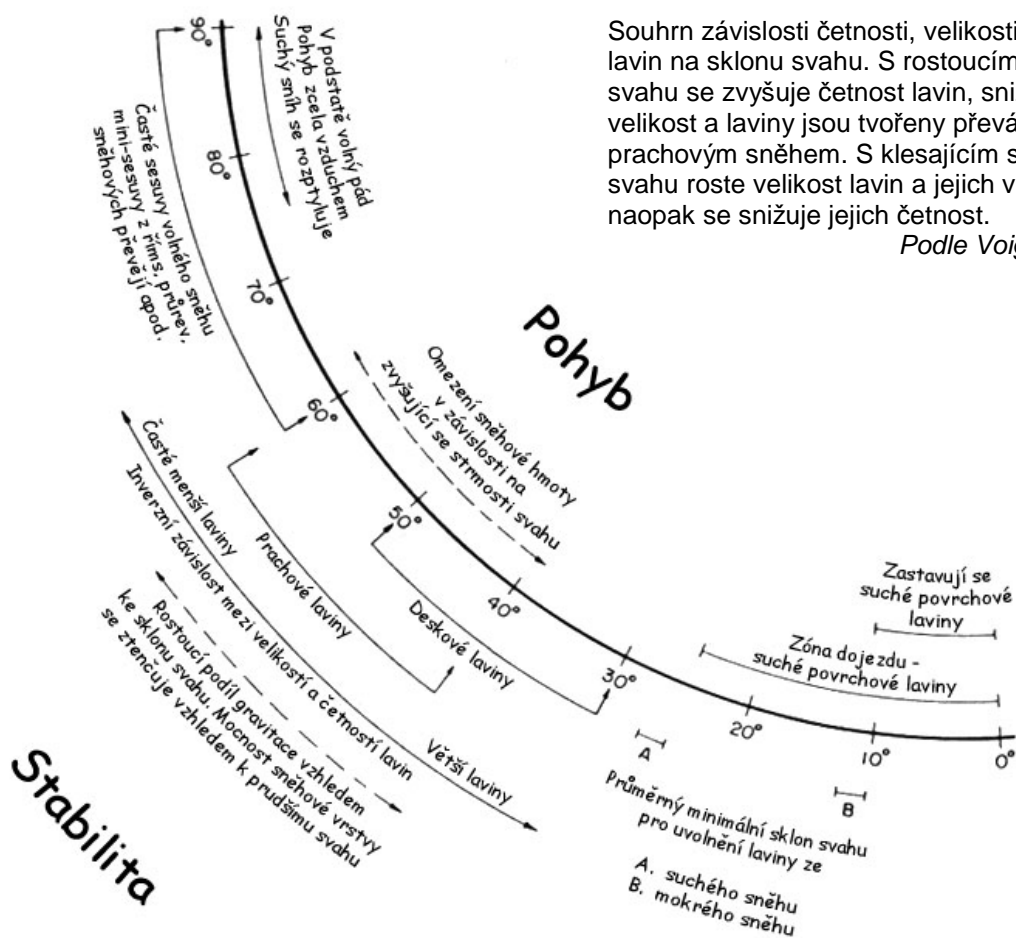 Souhrn závislosti četnosti, velikosti
lavin na sklonu svahu. S rostoucím
svahu se zvyšuje četnost lavin,
velikost a laviny jsou tvořeny
prachovým sněhem. S klesajícím
svahu roste velikost lavin a jejich
naopak se snižuje jejich četnost.
Podle
90°
80°
70°
60°
50°
40°
30°
20°
10°
0°
V podstatě volný pád
Pohyb zcela vzduchem
Suchý sníh se rozptyluje
Časté sesuvy volného sněhu
mini-sesuvy z říms, průrev,
sněhových převějí apod.
Pohyb
Omezení sněhové hmoty
v závislosti na
zvyšující se strmosti svahu
Časté menší laviny
Větší laviny
Inverzní závislost mezi velikostí a četností lavin
Prachové laviny
Deskové laviny
Rostoucí podíl gravitace vzhledem
ke sklonu svahu. Mocnost sněhové vrstvy
se ztenčuje vzhledem k prudšímu svahu
Stabilita
Zastavují se
suché povrchové
laviny
Zóna dojezdu -
suché povrchové laviny
A
B
Průměrný minimální sklon svahu
pro uvolnění laviny ze
A. suchého sněhu
B. mokrého sněhu